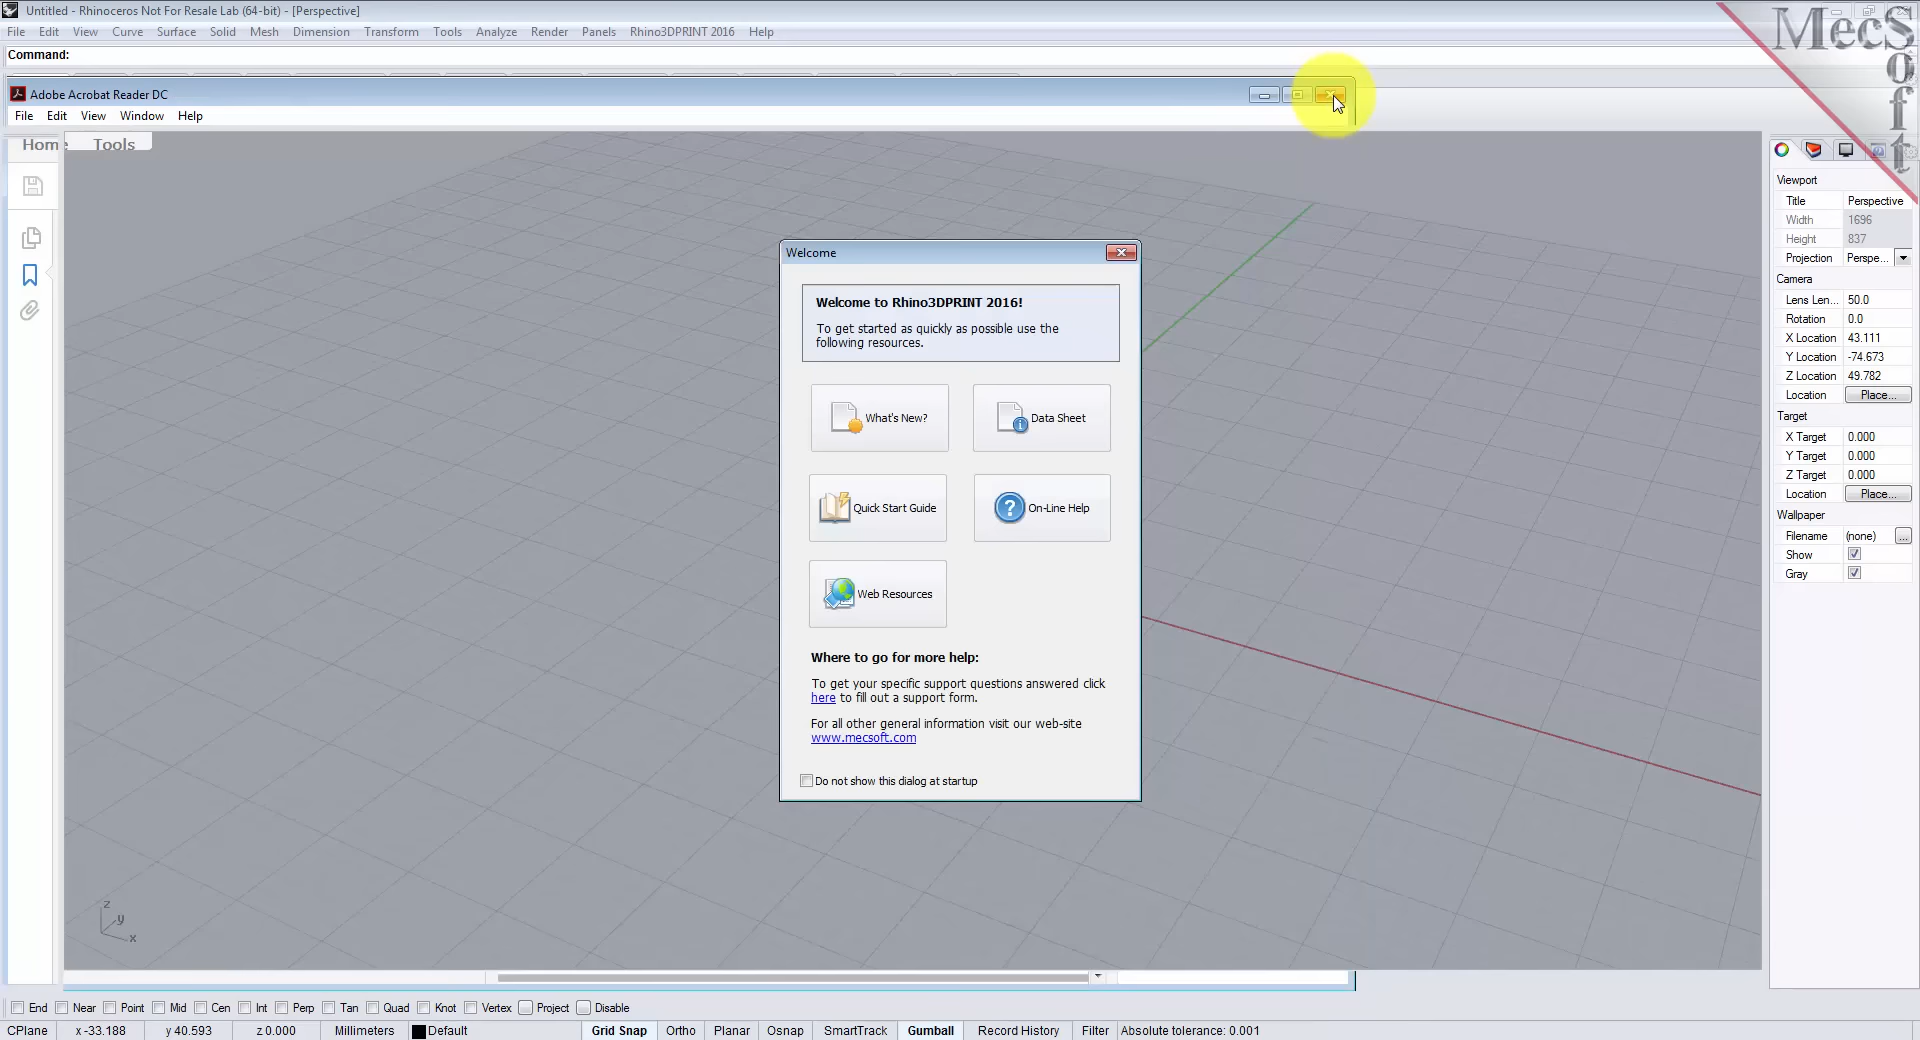 Untitled - Rhinoceros Not For Resale Lab (64-bit) - [Perspective]
File Edit View Curve Surface Solid Mesh Dimension Transform Tools Analyze Render Panels Rhino3DPRINT 2016 Help
Command:
MecSoft
Adobe Acrobat Reader DC
File Edit View Window Help
Home Tools
Welcome
Welcome to Rhino3DPRINT 2016!
To get started as quickly as possible use the
following resources.
What's New?
Data Sheet
Quick Start Guide
On-Line Help
Web Resources
Where to go for more help:
To get your specific support questions answered click
here to fill out a support form.
For all other general information visit our web-site
www.mecsoft.com
Do not show this dialog at startup
Viewport
Title Perspective
Width 1696
Height 837
Projection Perspe...
Camera
Lens Len... 50.0
Rotation 0.0
X Location 43.111
Y Location -74.673
Z Location 49.782
Location Place...
Target
X Target 0.000
Y Target 0.000
Z Target 0.000
Location Place...
Wallpaper
Filename (none) ...
Show
Gray
z
y
x
End Near Point Mid Cen Int Perp Tan Quad Knot Vertex Project Disable
CPlane x -33.188 y 40.593 z 0.000 Millimeters Default Grid Snap Ortho Planar Osnap SmartTrack Gumball Record History Filter Absolute tolerance: 0.001